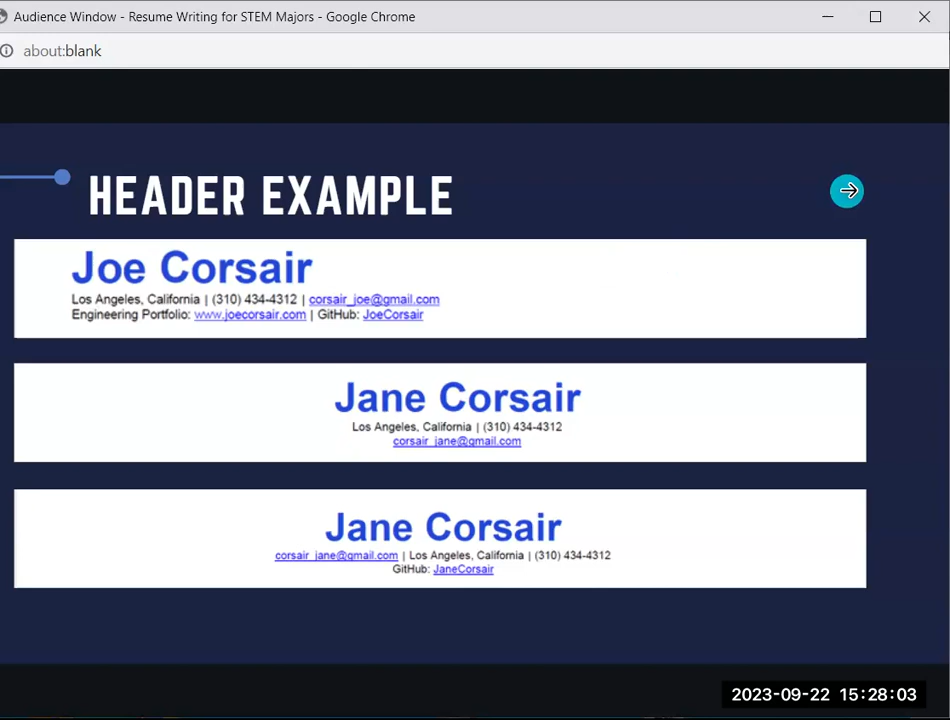 Audience Window - Resume Writing for STEM Majors - Google Chrome
about:blank
HEADER EXAMPLE
Joe Corsair
Los Angeles, California | (310) 434-4312 | corsair_joe@gmail.com
Engineering Portfolio: www.joecorsair.com | GitHub: JoeCorsair
Jane Corsair
Los Angeles, California | (310) 434-4312
corsair_jane@gmail.com
Jane Corsair
corsair_jane@gmail.com | Los Angeles, California | (310) 434-4312
GitHub: JaneCorsair
2023-09-22 15:28:03